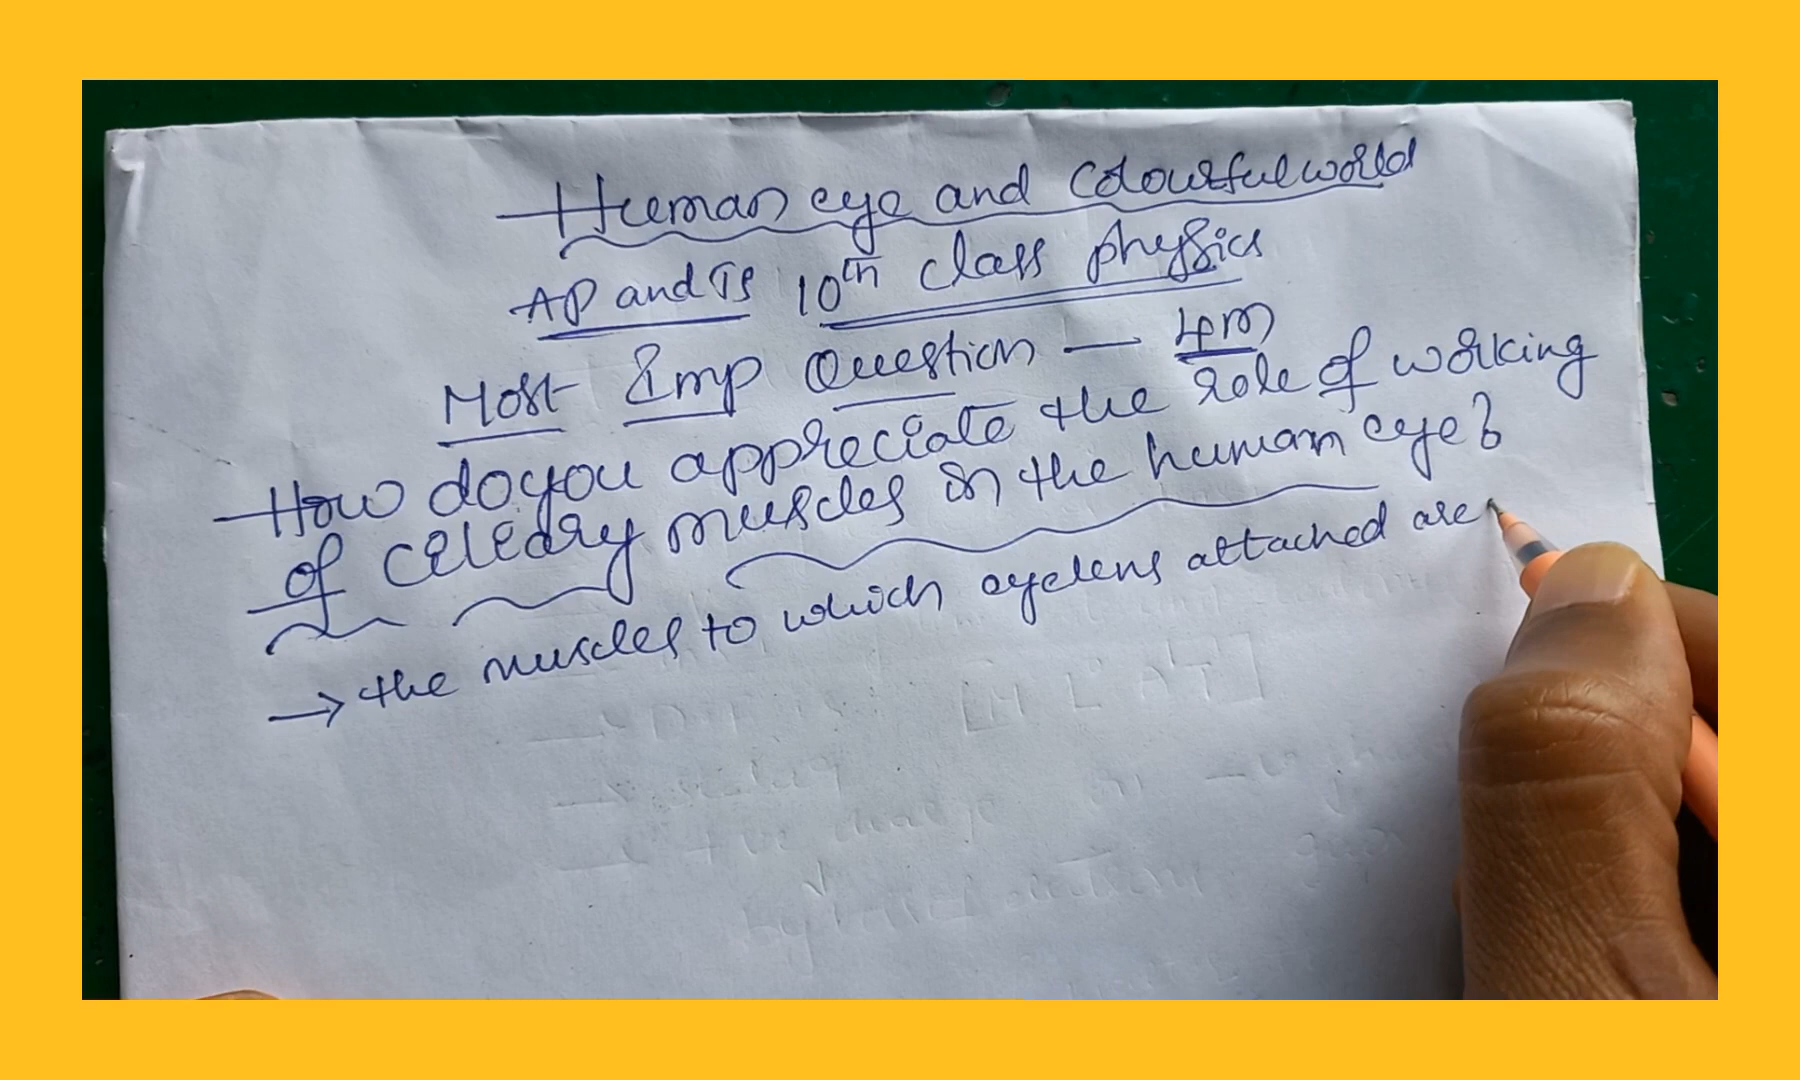 Human eye and Colourful world
AP and TS 10th class physics
Most Imp Question — 4m
How do you appreciate the role of working
of ciliary muscles in the human eye?
→ the muscles to which eyelens attached are